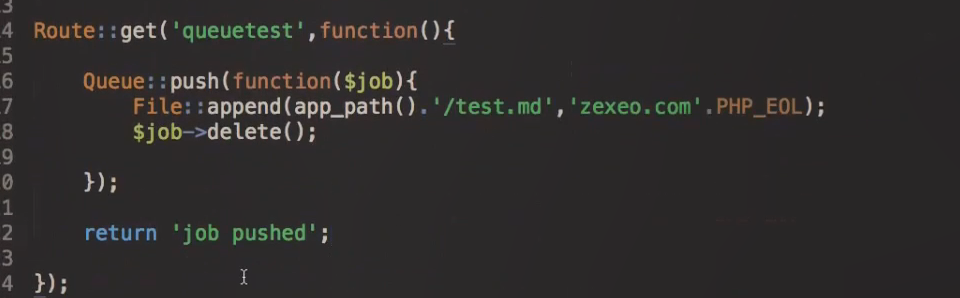 3
4 Route::get('queuetest',function(){
5
6     Queue::push(function($job){
7         File::append(app_path().'/test.md','zexeo.com'.PHP_EOL);
8         $job->delete();
9
0     });
1
2     return 'job pushed';
3
4 });